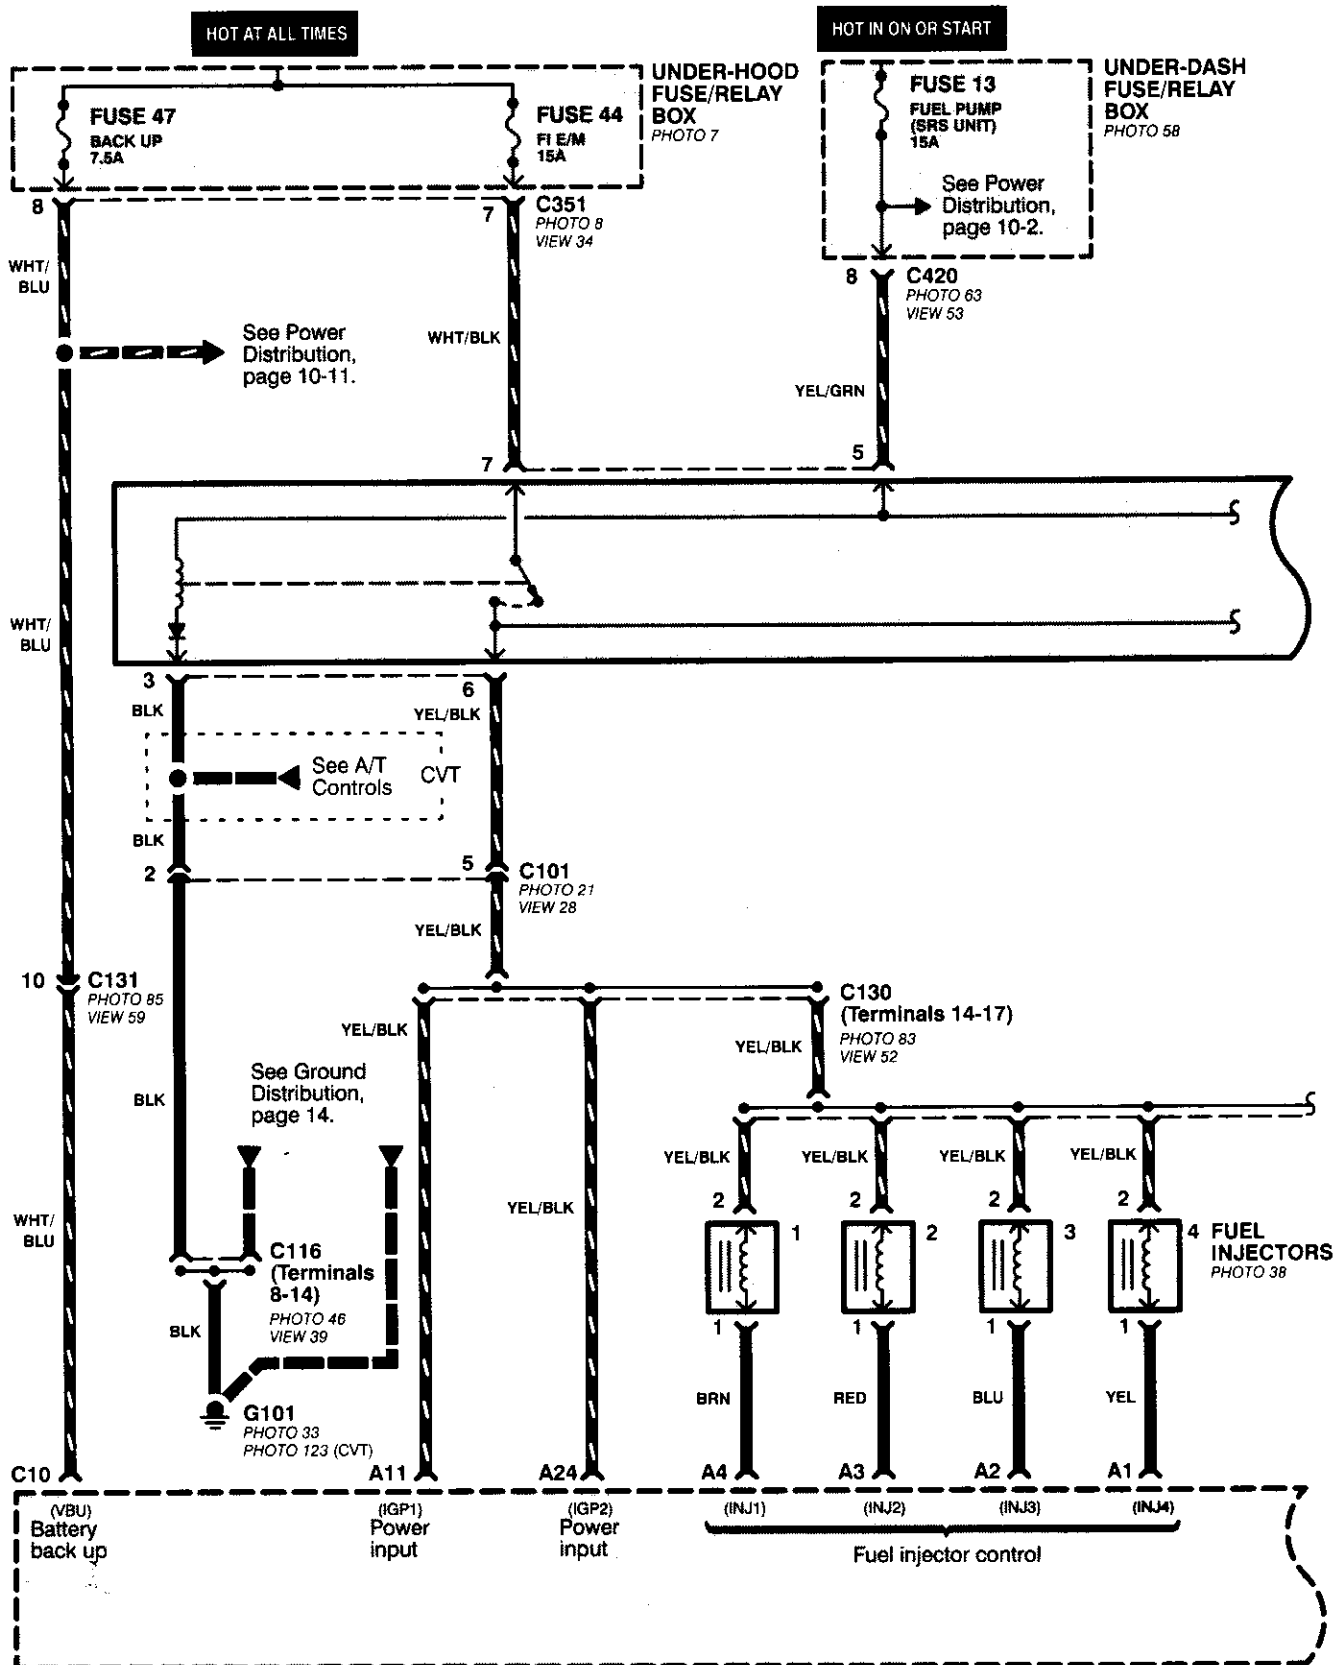 HOT AT ALL TIMES
HOT IN ON OR START
FUSE 47
BACK UP
7.5A
FUSE 44
FI E/M
15A
UNDER-HOOD
FUSE/RELAY
BOX
PHOTO 7
FUSE 13
FUEL PUMP
(SRS UNIT)
15A
See Power
Distribution,
page 10-2.
UNDER-DASH
FUSE/RELAY
BOX
PHOTO 58
8
7
C351
PHOTO 8
VIEW 34
8
C420
PHOTO 63
VIEW 53
WHT/
BLU
See Power
Distribution,
page 10-11.
WHT/BLK
YEL/GRN
7
5
WHT/
BLU
3
6
BLK
YEL/BLK
See A/T
Controls
CVT
BLK
2
5
C101
PHOTO 21
VIEW 28
YEL/BLK
10
C131
PHOTO 85
VIEW 59
C130
(Terminals 14-17)
PHOTO 83
VIEW 52
YEL/BLK
YEL/BLK
See Ground
Distribution,
page 14.
BLK
YEL/BLK
YEL/BLK
YEL/BLK
YEL/BLK
YEL/BLK
2
2
2
2
WHT/
BLU
1
2
3
4
FUEL
INJECTORS
PHOTO 38
C116
(Terminals
8-14)
PHOTO 46
VIEW 39
BLK
1
1
1
1
G101
PHOTO 33
PHOTO 123 (CVT)
BRN
RED
BLU
YEL
C10
A11
A24
A4
A3
A2
A1
(VBU)
Battery
back up
(IGP1)
Power
input
(IGP2)
Power
input
(INJ1)
(INJ2)
(INJ3)
(INJ4)
Fuel injector control